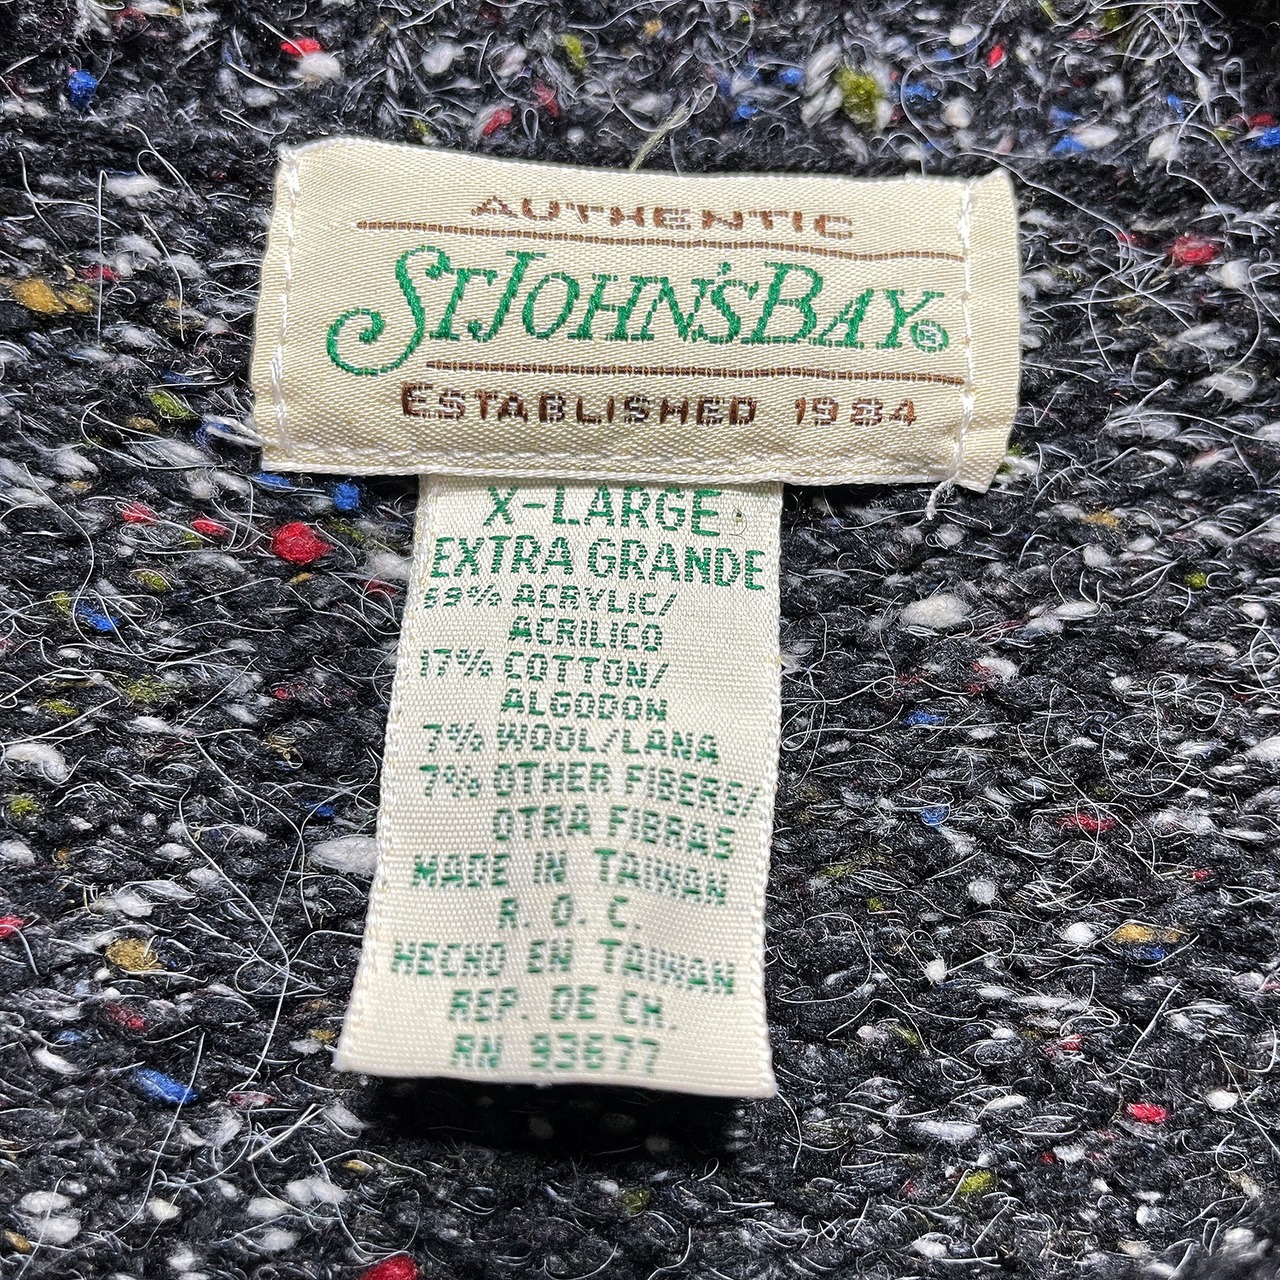 AUTHENTIC
ST JOHN'S BAY®
ESTABLISHED 1984
X-LARGE
EXTRA GRANDE
69% ACRYLIC/
ACRILICO
17% COTTON/
ALGODON
7% WOOL/LANA
7% OTHER FIBERS/
OTRA FIBRAS
MADE IN TAIWAN
R. O. C.
HECHO EN TAIWAN
REP. DE CH.
RN 93677